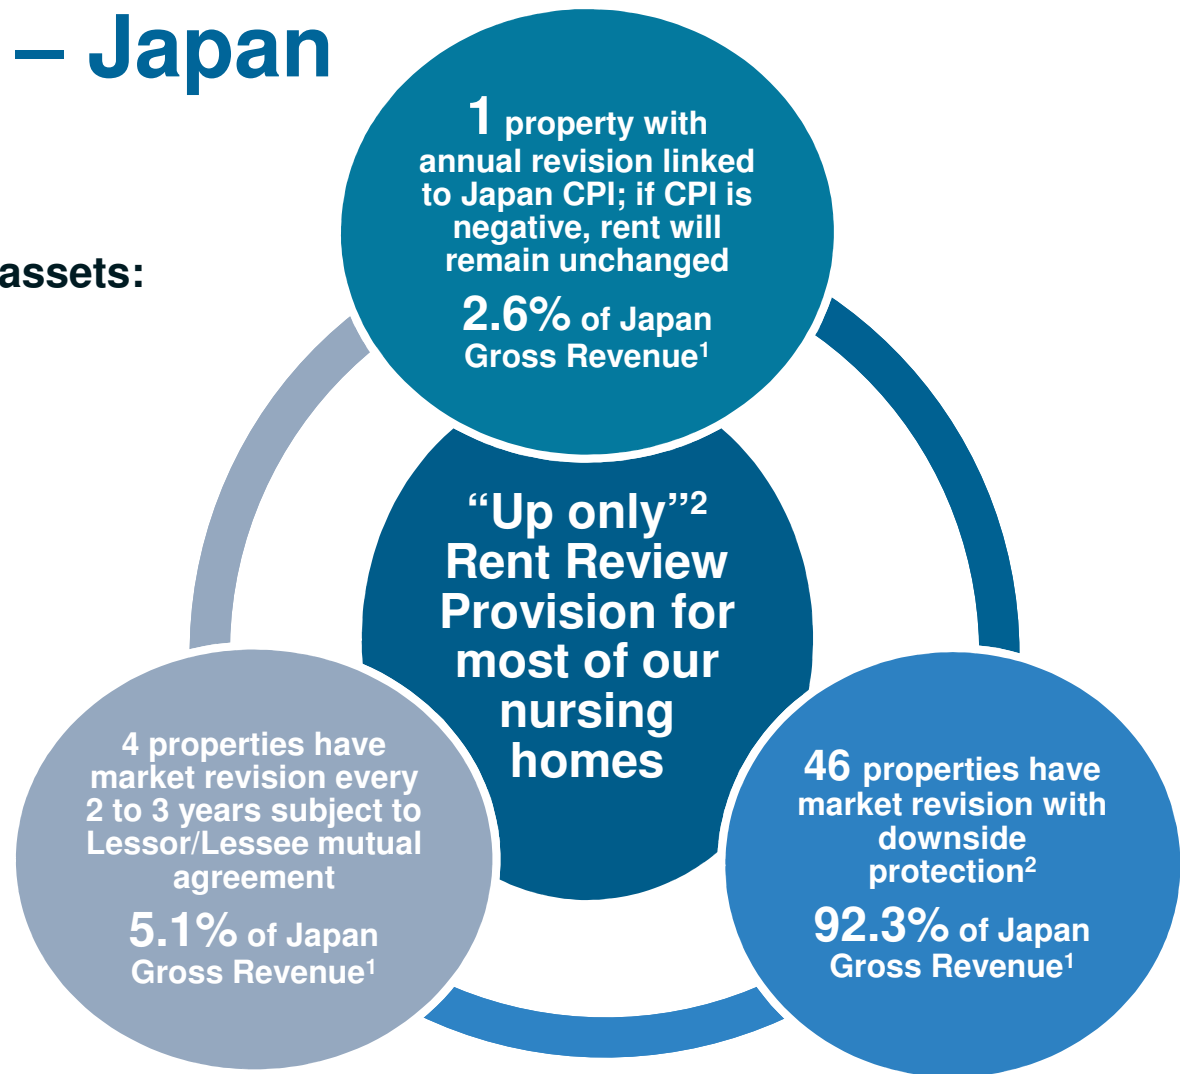 – Japan
assets:
1 property with
annual revision linked
to Japan CPI; if CPI is
negative, rent will
remain unchanged
2.6% of Japan
Gross Revenue¹
“Up only”²
Rent Review
Provision for
most of our
nursing
homes
4 properties have
market revision every
2 to 3 years subject to
Lessor/Lessee mutual
agreement
5.1% of Japan
Gross Revenue¹
46 properties have
market revision with
downside
protection²
92.3% of Japan
Gross Revenue¹